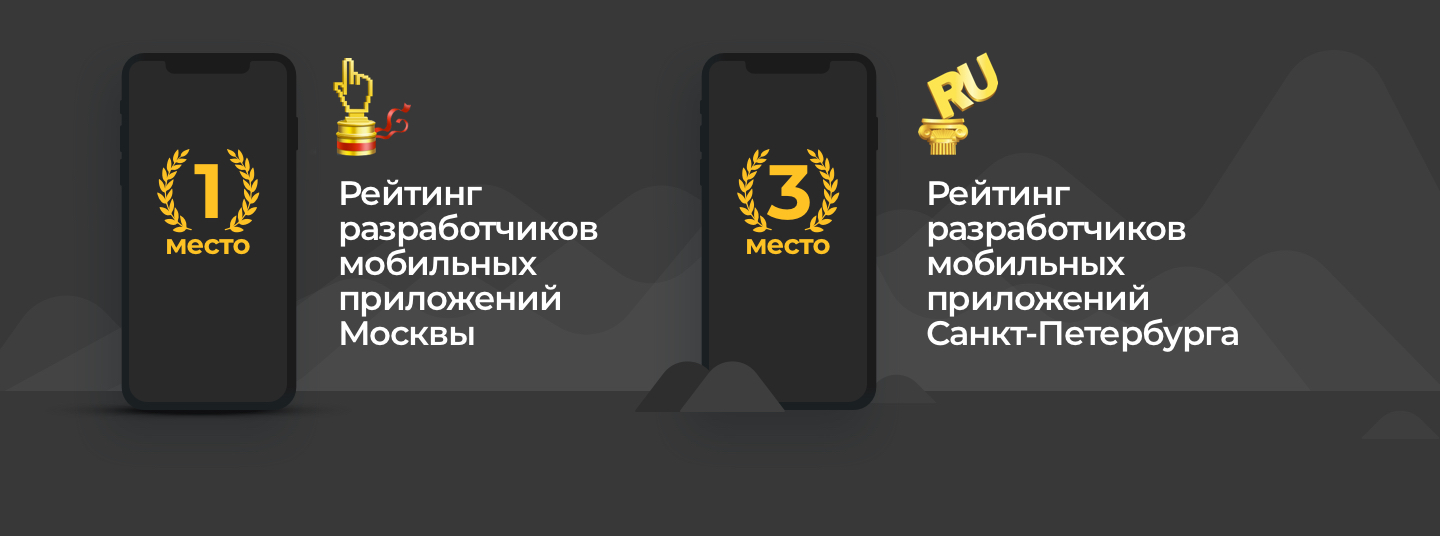 1
место
Рейтинг
разработчиков
мобильных
приложений
Москвы
RU
3
место
Рейтинг
разработчиков
мобильных
приложений
Санкт-Петербурга